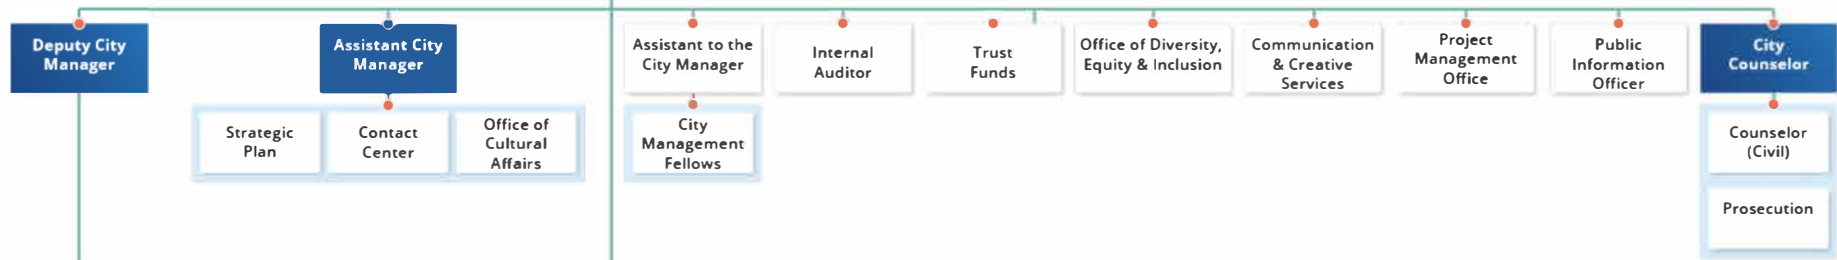 Deputy City
Manager
Assistant City
Manager
Assistant to the
City Manager
Internal
Auditor
Trust
Funds
Office of Diversity,
Equity & Inclusion
Communication
& Creative
Services
Project
Management
Office
Public
Information
Officer
City
Counselor
Strategic
Plan
Contact
Center
Office of
Cultural
Affairs
City
Management
Fellows
Counselor
(Civil)
Prosecution